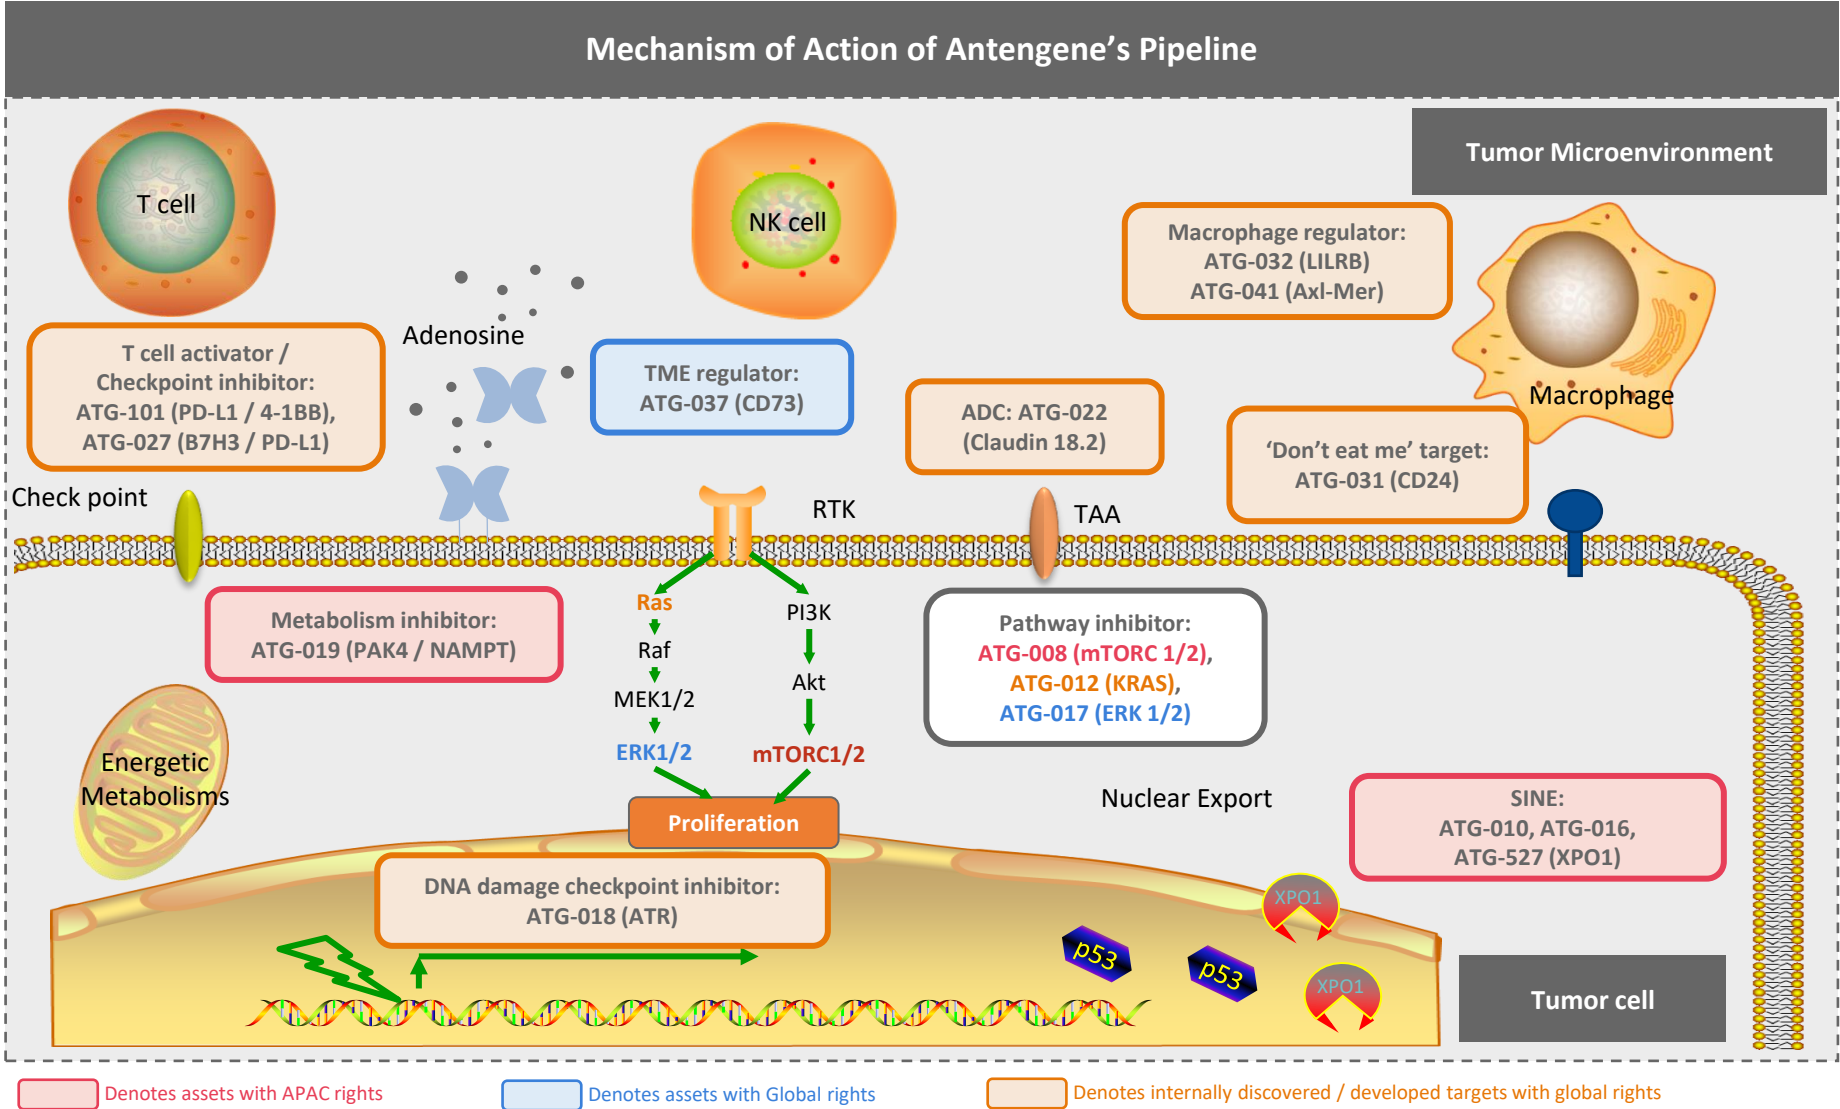 Mechanism of Action of Antengene’s Pipeline
Tumor Microenvironment
T cell
NK cell
Macrophage regulator:
ATG-032 (LILRB)
ATG-041 (Axl-Mer)
Macrophage
Adenosine
T cell activator /
Checkpoint inhibitor:
ATG-101 (PD-L1 / 4-1BB),
ATG-027 (B7H3 / PD-L1)
TME regulator:
ATG-037 (CD73)
ADC: ATG-022
(Claudin 18.2)
‘Don’t eat me’ target:
ATG-031 (CD24)
Check point
RTK
TAA
Metabolism inhibitor:
ATG-019 (PAK4 / NAMPT)
Ras
Raf
MEK1/2
ERK1/2
PI3K
Akt
mTORC1/2
Pathway inhibitor:
ATG-008 (mTORC 1/2),
ATG-012 (KRAS),
ATG-017 (ERK 1/2)
Energetic
Metabolisms
Proliferation
Nuclear Export
SINE:
ATG-010, ATG-016,
ATG-527 (XPO1)
DNA damage checkpoint inhibitor:
ATG-018 (ATR)
XPO1
p53
p53
XPO1
Tumor cell
Denotes assets with APAC rights
Denotes assets with Global rights
Denotes internally discovered / developed targets with global rights